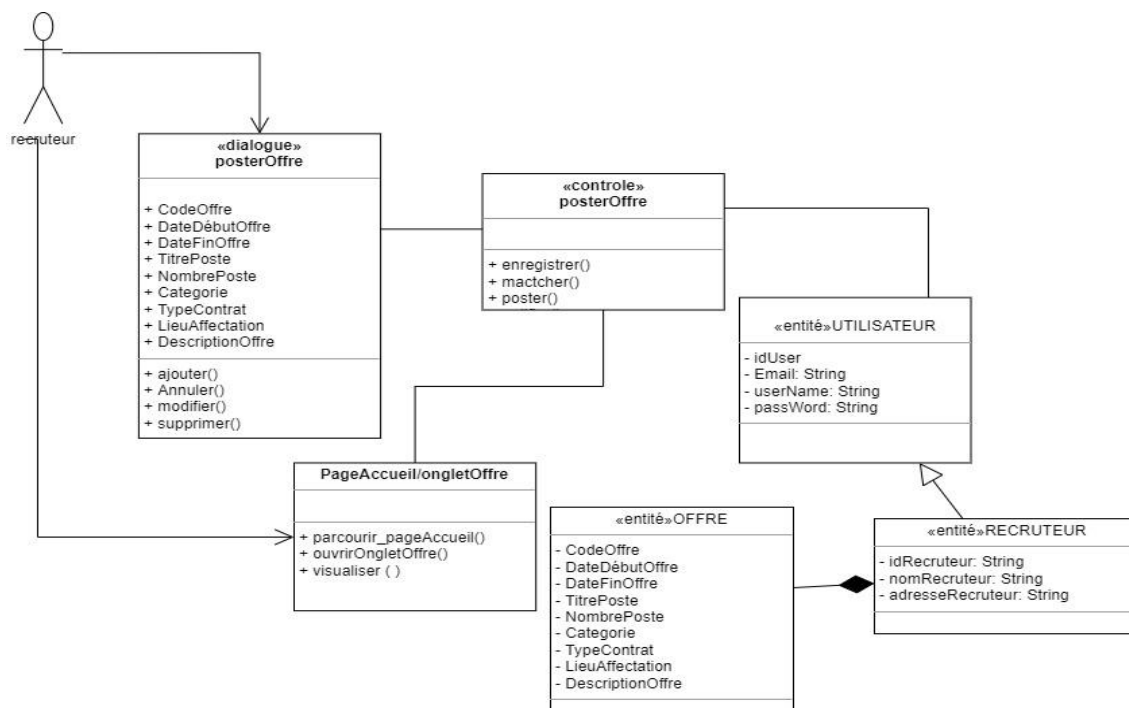 recruteur
«dialogue»
posterOffre
+ CodeOffre
+ DateDébutOffre
+ DateFinOffre
+ TitrePoste
+ NombrePoste
+ Categorie
+ TypeContrat
+ LieuAffectation
+ DescriptionOffre
+ ajouter()
+ Annuler()
+ modifier()
+ supprimer()
«controle»
posterOffre
+ enregistrer()
+ mactcher()
+ poster()
«entité»UTILISATEUR
- idUser
- Email: String
- userName: String
- passWord: String
PageAccueil/ongletOffre
+ parcourir_pageAccueil()
+ ouvrirOngletOffre()
+ visualiser ( )
«entité»OFFRE
- CodeOffre
- DateDébutOffre
- DateFinOffre
- TitrePoste
- NombrePoste
- Categorie
- TypeContrat
- LieuAffectation
- DescriptionOffre
«entité»RECRUTEUR
- idRecruteur: String
- nomRecruteur: String
- adresseRecruteur: String